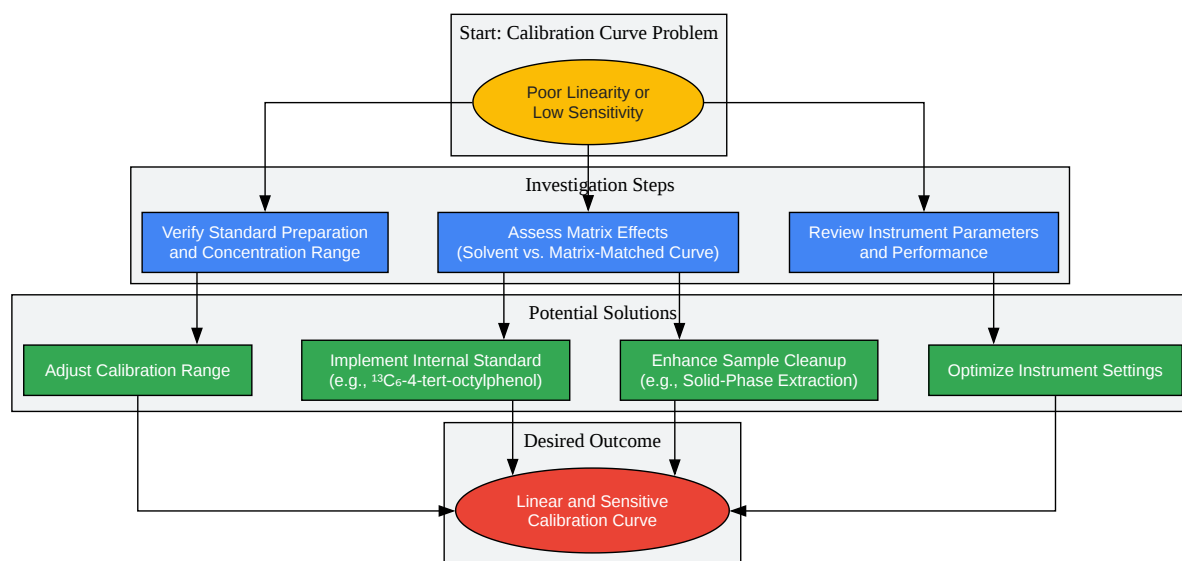 Start: Calibration Curve Problem
Poor Linearity or
Low Sensitivity
Investigation Steps
Verify Standard Preparation
and Concentration Range
Assess Matrix Effects
(Solvent vs. Matrix-Matched Curve)
Review Instrument Parameters
and Performance
Potential Solutions
Adjust Calibration Range
Implement Internal Standard
(e.g., ¹³C₆-4-tert-octylphenol)
Enhance Sample Cleanup
(e.g., Solid-Phase Extraction)
Optimize Instrument Settings
Desired Outcome
Linear and Sensitive
Calibration Curve